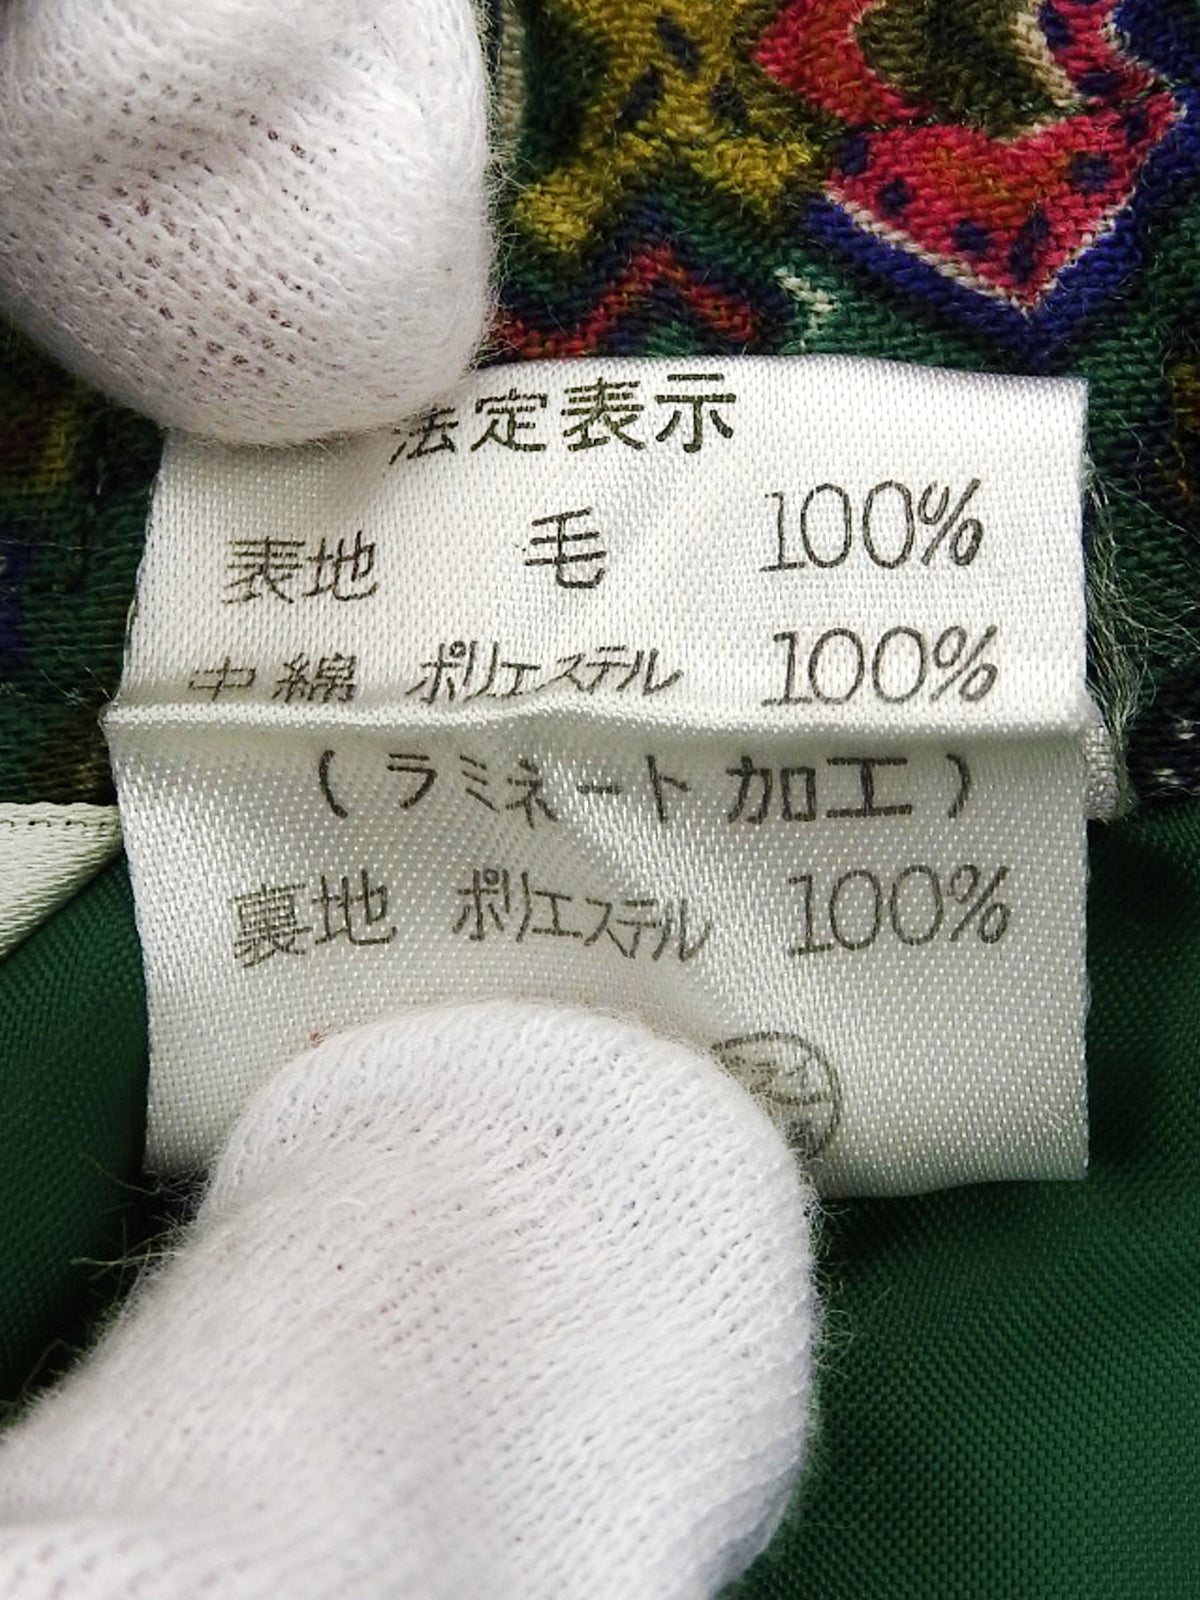 法定表示
表地 毛 100%
中綿 ポリエステル 100%
(ラミネート加工)
裏地 ポリエステル 100%